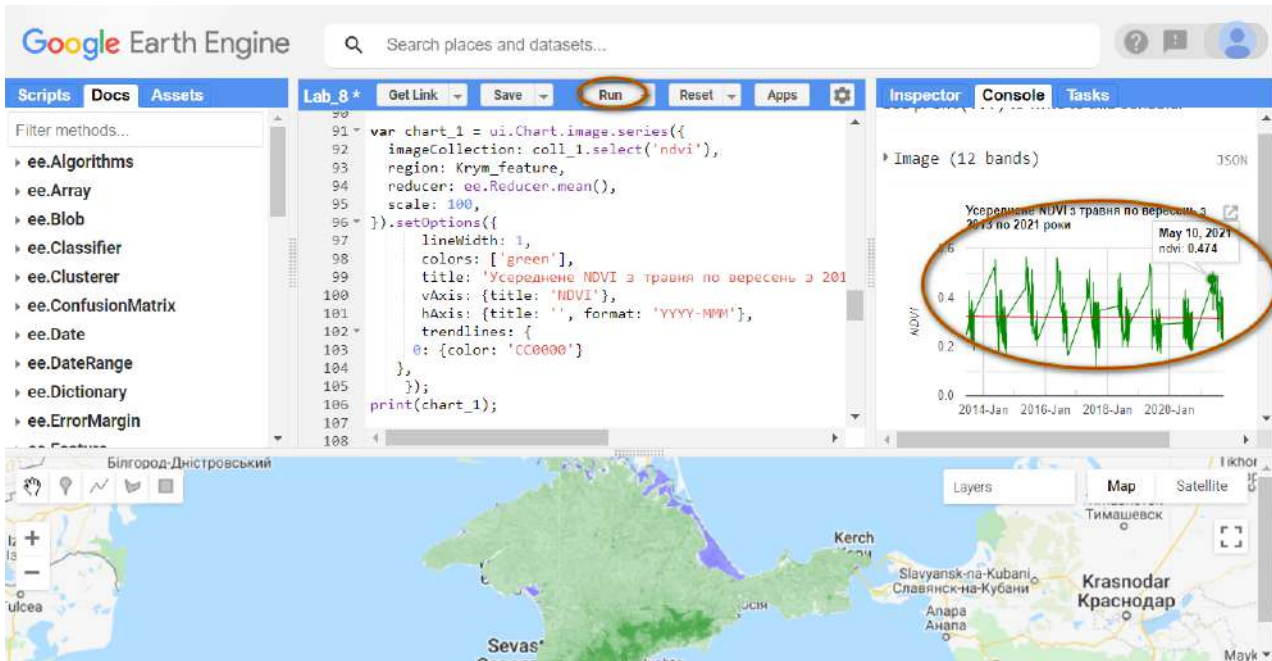 Google Earth Engine
Search places and datasets...
Scripts Docs Assets
Filter methods...
ee.Algorithms
ee.Array
ee.Blob
ee.Classifier
ee.Clusterer
ee.ConfusionMatrix
ee.Date
ee.DateRange
ee.Dictionary
ee.ErrorMargin
Lab_8 * Get Link Save Run Reset Apps
90
91 var chart_1 = ui.Chart.image.series({
92 imageCollection: coll_1.select('ndvi'),
93 region: Krym_feature,
94 reducer: ee.Reducer.mean(),
95 scale: 100,
96 }).setOptions({
97 lineWidth: 1,
98 colors: ['green'],
99 title: 'Усереднене NDVI з травня по вересень з 201
100 vAxis: {title: 'NDVI'},
101 hAxis: {title: '', format: 'YYYY-MMM'},
102 trendlines: {
103 0: {color: 'CC0000'}
104 },
105 });
106 print(chart_1);
107
108
Inspector Console Tasks
Image (12 bands) JSON
Усереднене NDVI з травня по вересень з
2013 по 2021 роки
May 10, 2021
ndvi: 0.474
0.4
0.2
0.0
NDVI
2014-Jan 2016-Jan 2018-Jan 2020-Jan
Білгород-Дністровський
Layers
Map Satellite
Тимашевск
+
−
Kerch
Slavyansk-na-Kubani
Славянск-на-Кубани
Krasnodar
Краснодар
Anapa
Анапа
Sevas